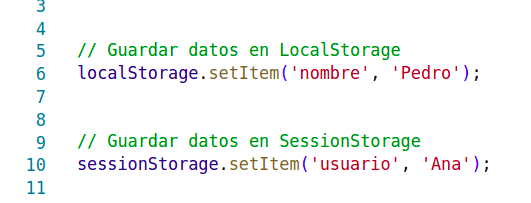 3
4
5 // Guardar datos en LocalStorage
6 localStorage.setItem('nombre', 'Pedro');
7
8
9 // Guardar datos en SessionStorage
10 sessionStorage.setItem('usuario', 'Ana');
11